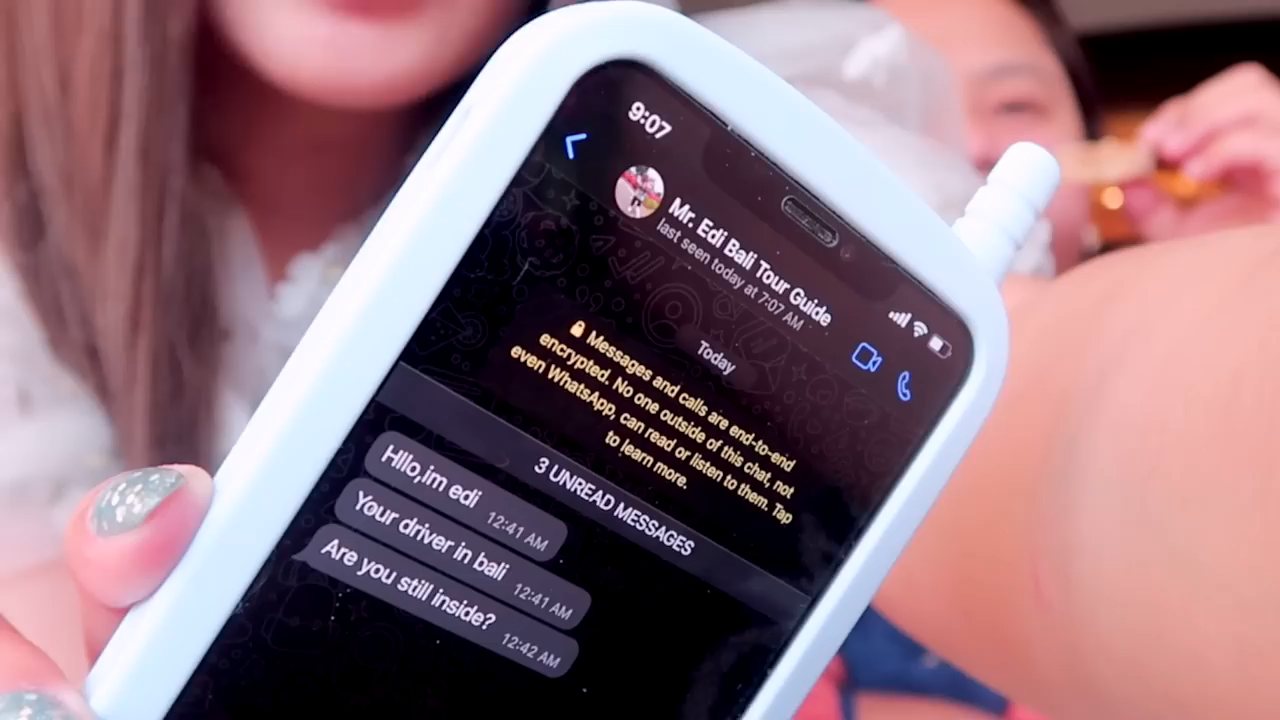 9:07
Mr. Edi Bali Tour Guide
last seen today at 7:07 AM
Today
Messages and calls are end-to-end
encrypted. No one outside of this chat, not
even WhatsApp, can read or listen to them. Tap
to learn more.
3 UNREAD MESSAGES
Hllo,im edi 12:41 AM
Your driver in bali 12:41 AM
Are you still inside? 12:42 AM